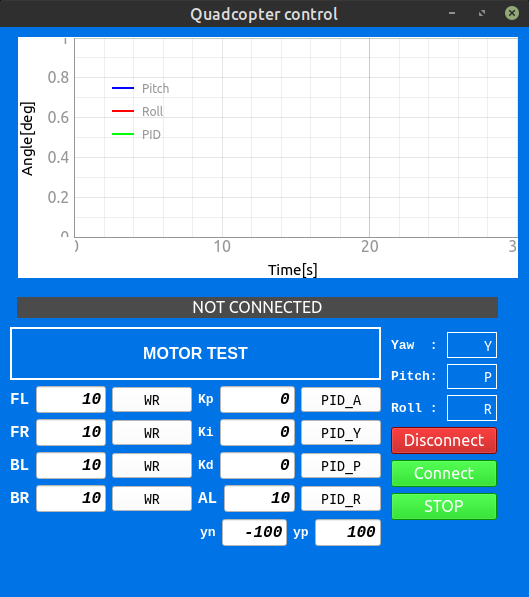 Quadcopter control
1
0.8
0.6
0.4
0.2
0
Angle[deg]
Pitch
Roll
PID
0 10 20 3
Time[s]
NOT CONNECTED
MOTOR TEST
Yaw : Y
Pitch: P
Roll : R
FL 10 WR Kp 0 PID_A
FR 10 WR Ki 0 PID_Y
BL 10 WR Kd 0 PID_P
BR 10 WR AL 10 PID_R
yn -100 yp 100
Disconnect
Connect
STOP